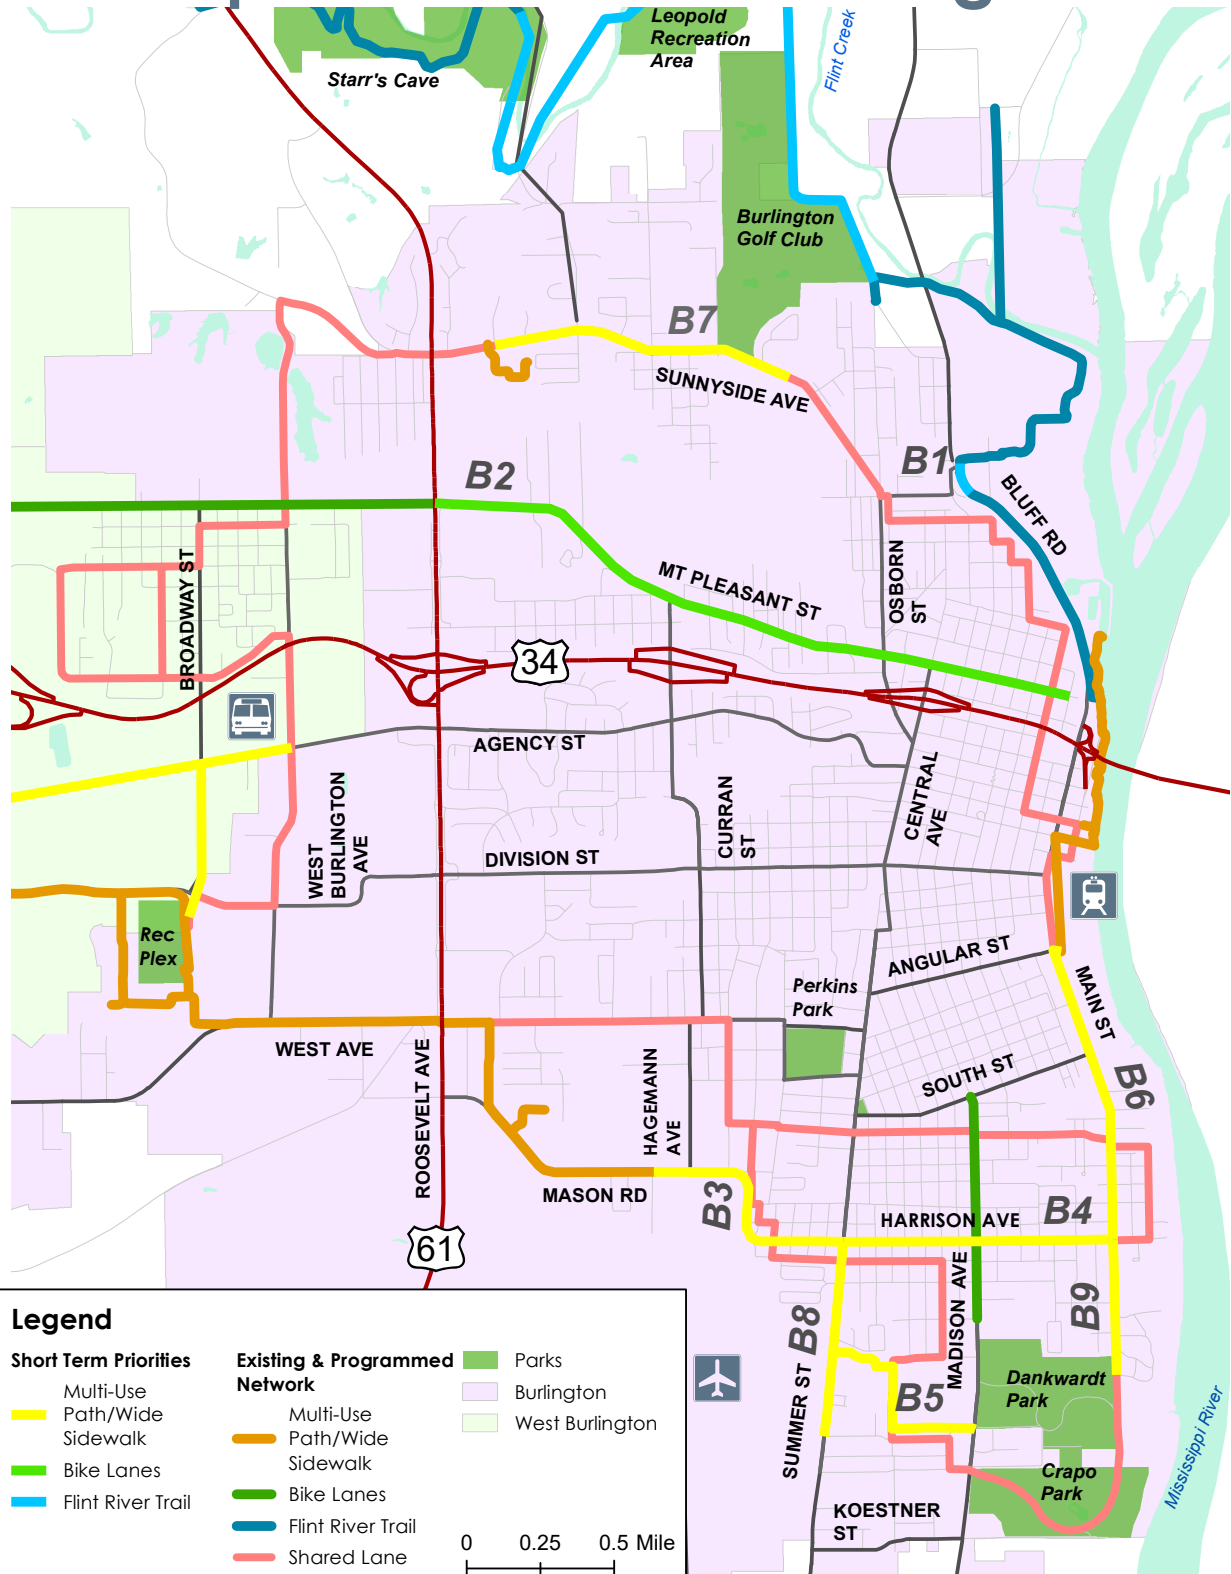 Leopold
Recreation
Area
Flint Creek
Starr's Cave
Burlington
Golf Club
B7
SUNNYSIDE AVE
B2
B1
BLUFF RD
MT PLEASANT ST
OSBORN
ST
BROADWAY ST
34
AGENCY ST
WEST
BURLINGTON
AVE
CURRAN
ST
CENTRAL
AVE
DIVISION ST
Rec
Plex
ANGULAR ST
Perkins
Park
MAIN ST
WEST AVE
SOUTH ST
B6
ROOSEVELT AVE
HAGEMANN
AVE
MASON RD
B3
HARRISON AVE
B4
61
MADISON AVE
B9
B8
SUMMER ST
B5
Dankwardt
Park
Crapo
Park
KOESTNER
ST
Mississippi River
Legend
Short Term Priorities
Multi-Use
Path/Wide
Sidewalk
Bike Lanes
Flint River Trail
Existing & Programmed
Network
Multi-Use
Path/Wide
Sidewalk
Bike Lanes
Flint River Trail
Shared Lane
Parks
Burlington
West Burlington
0 0.25 0.5 Mile